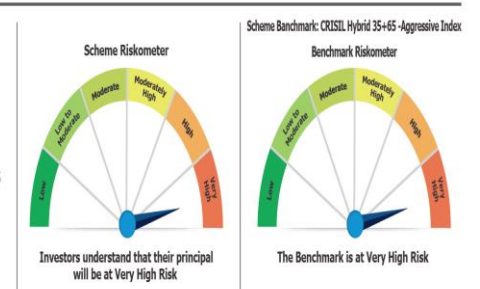 Scheme Riskometer
Low
Low to
Moderate
Moderate
Moderately
High
High
Very
High
Investors understand that their principal
will be at Very High Risk
Scheme Banchmark: CRISIL Hybrid 35+65 -Aggressive Index
Benchmark Riskometer
Low
Low to
Moderate
Moderate
Moderately
High
High
Very
High
The Benchmark is at Very High Risk